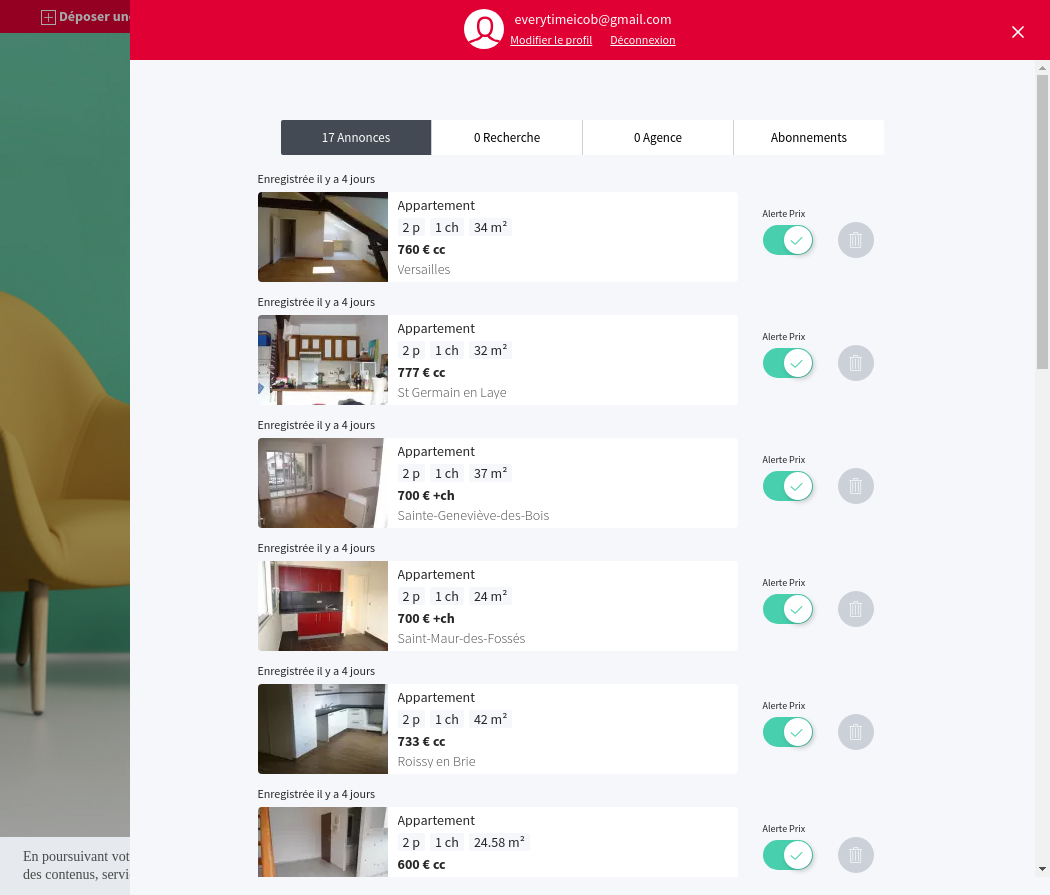 Déposer un
everytimeicob@gmail.com
Modifier le profil Déconnexion
17 Annonces 0 Recherche 0 Agence Abonnements
Enregistrée il y a 4 jours
Appartement
2 p 1 ch 34 m²
760 € cc
Versailles
Alerte Prix
Enregistrée il y a 4 jours
Appartement
2 p 1 ch 32 m²
777 € cc
St Germain en Laye
Alerte Prix
Enregistrée il y a 4 jours
Appartement
2 p 1 ch 37 m²
700 € +ch
Sainte-Geneviève-des-Bois
Alerte Prix
Enregistrée il y a 4 jours
Appartement
2 p 1 ch 24 m²
700 € +ch
Saint-Maur-des-Fossés
Alerte Prix
Enregistrée il y a 4 jours
Appartement
2 p 1 ch 42 m²
733 € cc
Roissy en Brie
Alerte Prix
Enregistrée il y a 4 jours
Appartement
2 p 1 ch 24.58 m²
600 € cc
Alerte Prix
En poursuivant vot
des contenus, servi